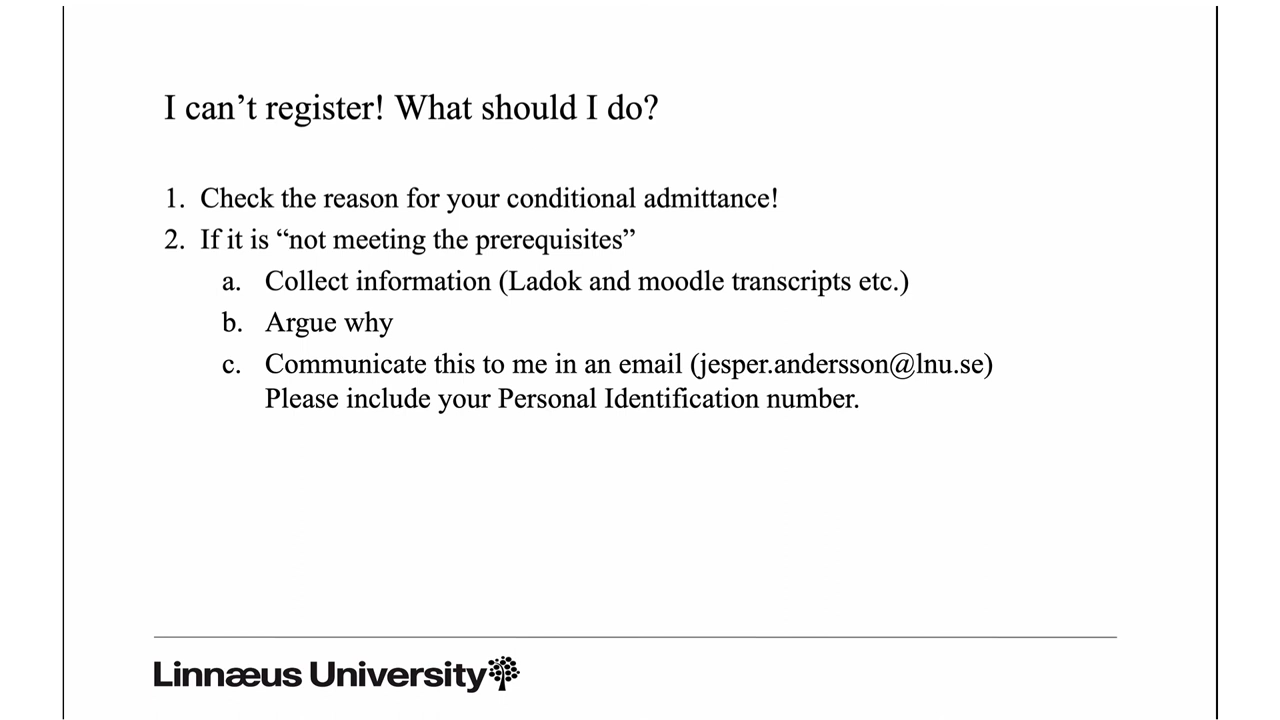 I can’t register! What should I do?
1. Check the reason for your conditional admittance!
2. If it is “not meeting the prerequisites”
a. Collect information (Ladok and moodle transcripts etc.)
b. Argue why
c. Communicate this to me in an email (jesper.andersson@lnu.se)
Please include your Personal Identification number.
Linnæus University